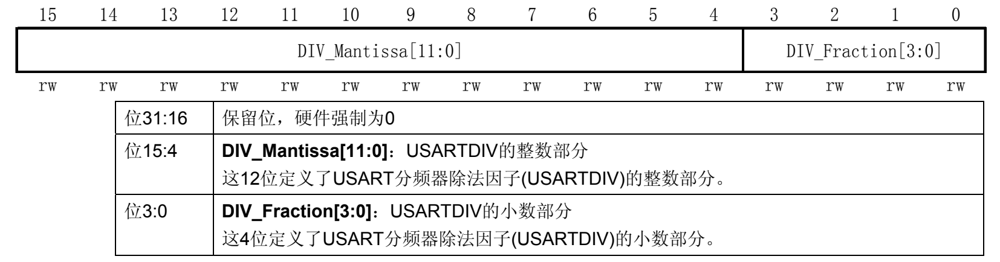 15 14 13 12 11 10 9 8 7 6 5 4 3 2 1 0
DIV_Mantissa[11:0] DIV_Fraction[3:0]
rw rw rw rw rw rw rw rw rw rw rw rw rw rw rw rw
位31:16 保留位，硬件强制为0
位15:4 DIV_Mantissa[11:0]：USARTDIV的整数部分
这12位定义了USART分频器除法因子(USARTDIV)的整数部分。
位3:0 DIV_Fraction[3:0]：USARTDIV的小数部分
这4位定义了USART分频器除法因子(USARTDIV)的小数部分。